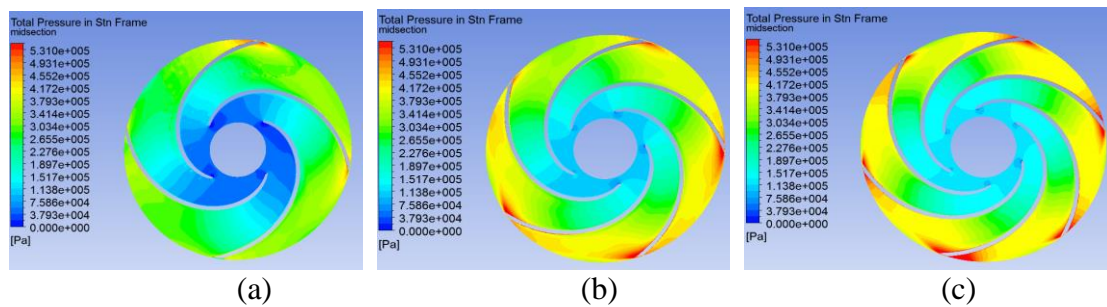 Total Pressure in Stn Frame
midsection
5.310e+005
4.931e+005
4.552e+005
4.172e+005
3.793e+005
3.414e+005
3.034e+005
2.655e+005
2.276e+005
1.897e+005
1.517e+005
1.138e+005
7.586e+004
3.793e+004
0.000e+000
[Pa]
(a)
Total Pressure in Stn Frame
midsection
5.310e+005
4.931e+005
4.552e+005
4.172e+005
3.793e+005
3.414e+005
3.034e+005
2.655e+005
2.276e+005
1.897e+005
1.517e+005
1.138e+005
7.586e+004
3.793e+004
0.000e+000
[Pa]
(b)
Total Pressure in Stn Frame
midsection
5.310e+005
4.931e+005
4.552e+005
4.172e+005
3.793e+005
3.414e+005
3.034e+005
2.655e+005
2.276e+005
1.897e+005
1.517e+005
1.138e+005
7.586e+004
3.793e+004
0.000e+000
[Pa]
(c)